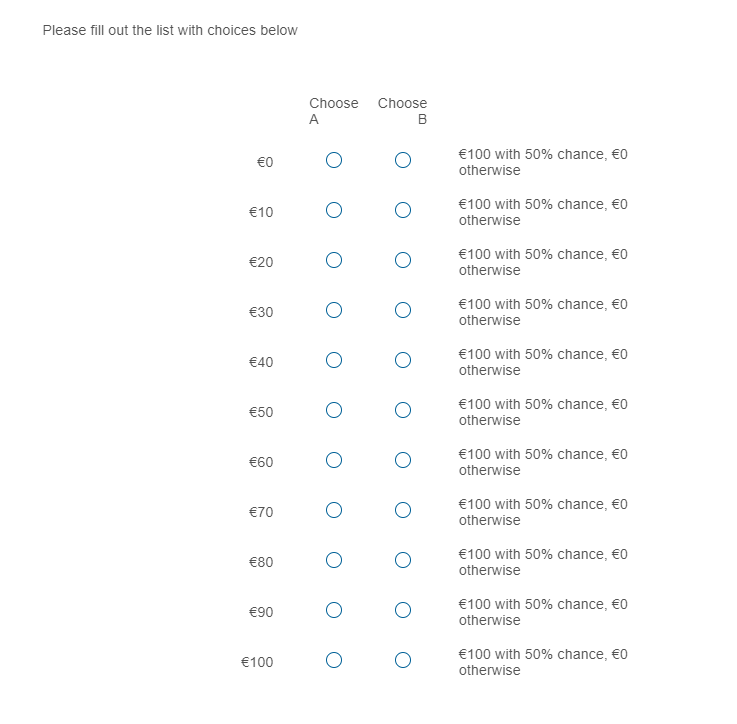 Please fill out the list with choices below
Choose Choose
A B
€0 €100 with 50% chance, €0
otherwise
€10 €100 with 50% chance, €0
otherwise
€20 €100 with 50% chance, €0
otherwise
€30 €100 with 50% chance, €0
otherwise
€40 €100 with 50% chance, €0
otherwise
€50 €100 with 50% chance, €0
otherwise
€60 €100 with 50% chance, €0
otherwise
€70 €100 with 50% chance, €0
otherwise
€80 €100 with 50% chance, €0
otherwise
€90 €100 with 50% chance, €0
otherwise
€100 €100 with 50% chance, €0
otherwise